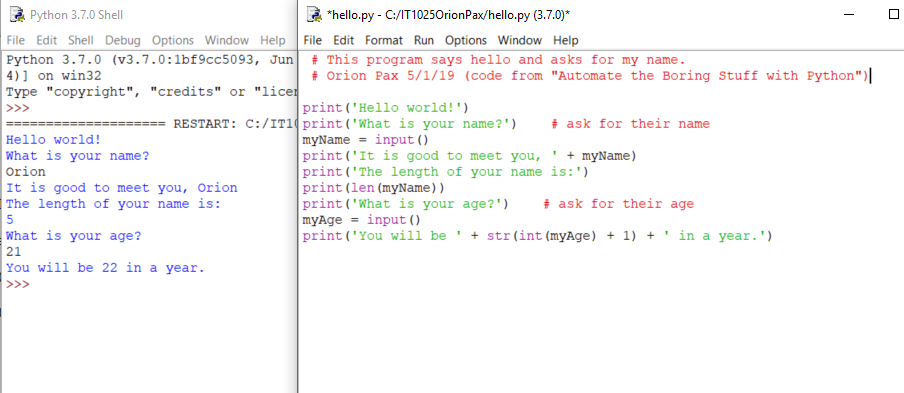 Python 3.7.0 Shell
File Edit Shell Debug Options Window Help
Python 3.7.0 (v3.7.0:1bf9cc5093, Jun
4)] on win32
Type "copyright", "credits" or "licen
>>>
==================== RESTART: C:/IT10
Hello world!
What is your name?
Orion
It is good to meet you, Orion
The length of your name is:
5
What is your age?
21
You will be 22 in a year.
>>>
*hello.py - C:/IT1025OrionPax/hello.py (3.7.0)*
File Edit Format Run Options Window Help
# This program says hello and asks for my name.
# Orion Pax 5/1/19 (code from "Automate the Boring Stuff with Python")
print('Hello world!')
print('What is your name?')    # ask for their name
myName = input()
print('It is good to meet you, ' + myName)
print('The length of your name is:')
print(len(myName))
print('What is your age?')    # ask for their age
myAge = input()
print('You will be ' + str(int(myAge) + 1) + ' in a year.')